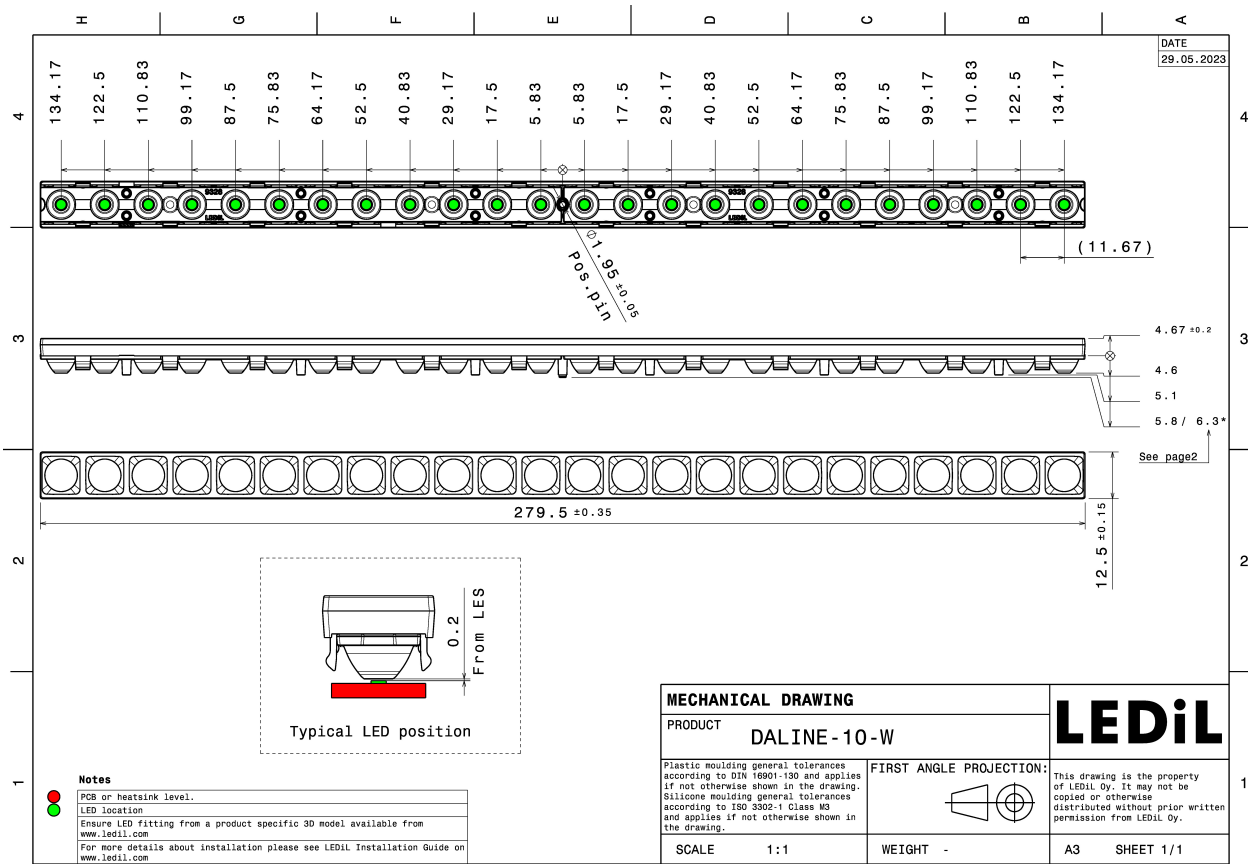 H G F E D C B A
DATE
29.05.2023
134.17 122.5 110.83 99.17 87.5 75.83 64.17 52.5 40.83 29.17 17.5 5.83 5.83 17.5 29.17 40.83 52.5 64.17 75.83 87.5 99.17 110.83 122.5 134.17
4 4
9326 9326
LEDiL LEDiL
(11.67)
Ø1.95 ±0.05
Pos.pin
3 3
4.67 ±0.2
4.6
5.1
5.8/ 6.3*
See page2
279.5 ±0.35
12.5 ±0.15
2 2
0.2
From LES
Typical LED position
MECHANICAL DRAWING
PRODUCT
DALINE-10-W
LEDiL
Plastic moulding general tolerances
according to DIN 16901-130 and applies
if not otherwise shown in the drawing.
Silicone moulding general tolerances
according to ISO 3302-1 Class M3
and applies if not otherwise shown in
the drawing.
FIRST ANGLE PROJECTION:
This drawing is the property
of LEDiL Oy. It may not be
copied or otherwise
distributed without prior written
permission from LEDiL Oy.
1 1
Notes
PCB or heatsink level.
LED location
Ensure LED fitting from a product specific 3D model available from
www.ledil.com
For more details about installation please see LEDiL Installation Guide on
www.ledil.com
SCALE 1:1
WEIGHT -
A3 SHEET 1/1